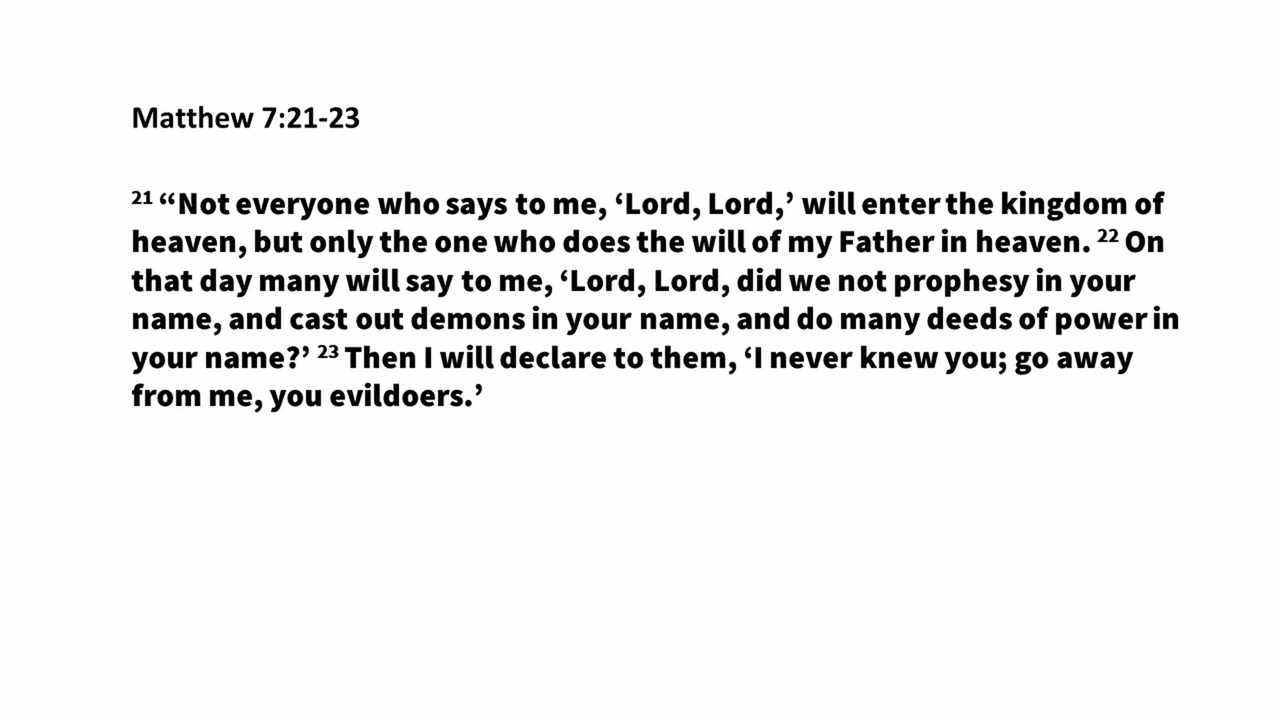 Matthew 7:21-23
21 “Not everyone who says to me, ‘Lord, Lord,’ will enter the kingdom of
heaven, but only the one who does the will of my Father in heaven. 22 On
that day many will say to me, ‘Lord, Lord, did we not prophesy in your
name, and cast out demons in your name, and do many deeds of power in
your name?’ 23 Then I will declare to them, ‘I never knew you; go away
from me, you evildoers.’